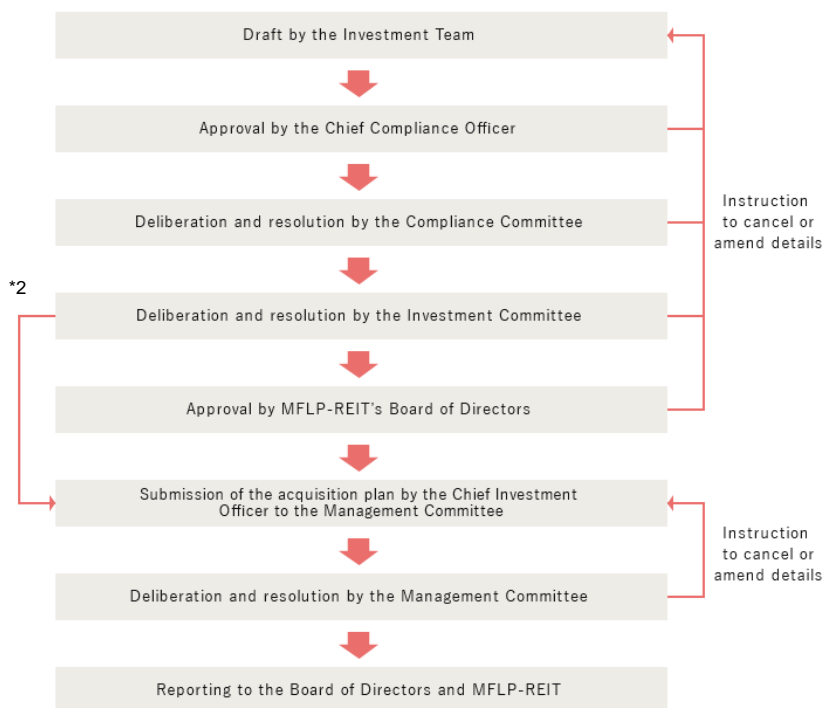 Draft by the Investment Team
Approval by the Chief Compliance Officer
Instruction
to cancel or
amend details
Deliberation and resolution by the Compliance Committee
*2
Deliberation and resolution by the Investment Committee
Approval by MFLP-REIT's Board of Directors
Submission of the acquisition plan by the Chief Investment
Officer to the Management Committee
Instruction
to cancel or
amend details
Deliberation and resolution by the Management Committee
Reporting to the Board of Directors and MFLP-REIT